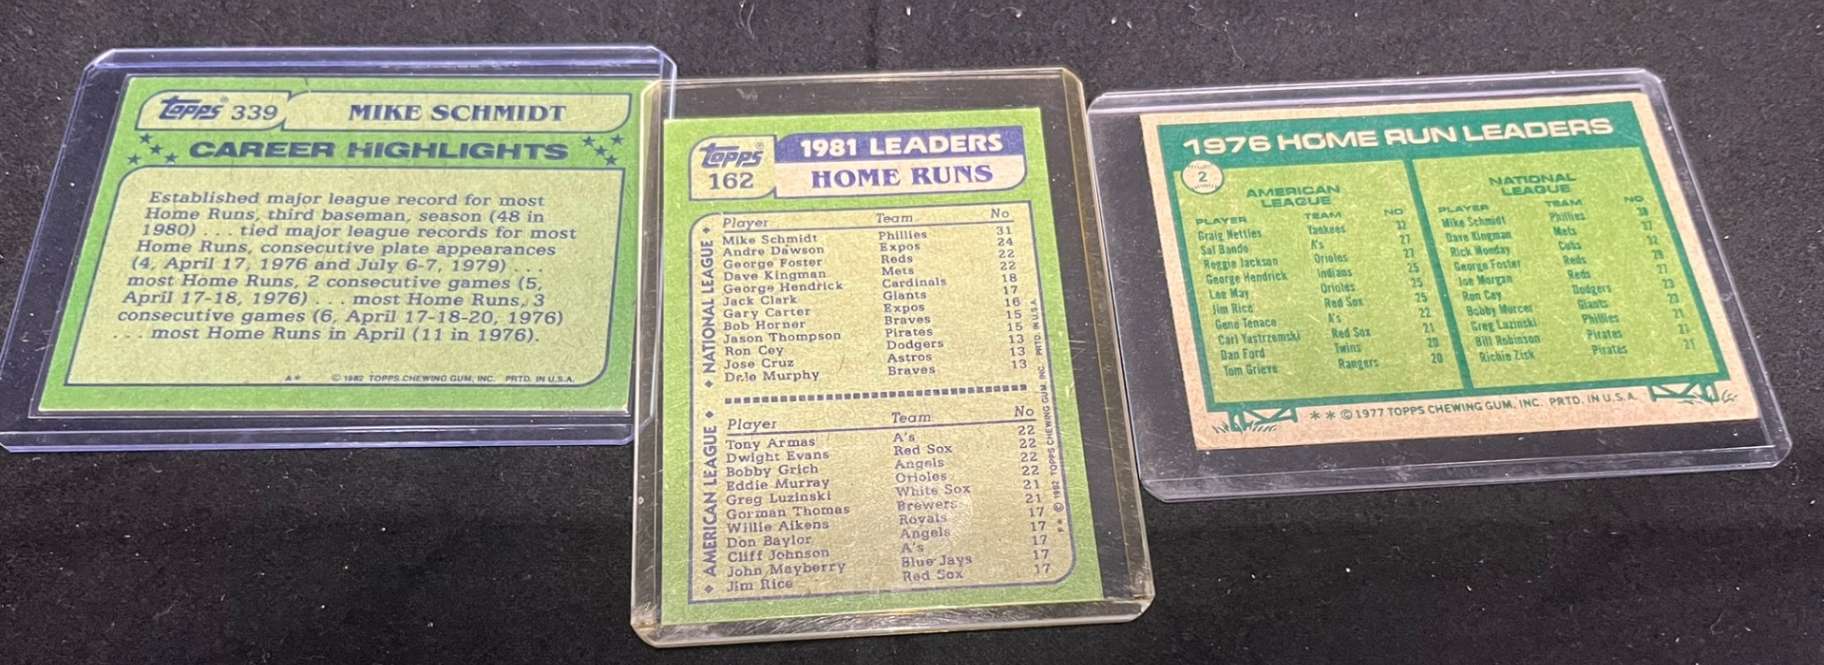 Topps® 339 MIKE SCHMIDT
CAREER HIGHLIGHTS
Established major league record for most
Home Runs, third baseman, season (48 in
1980) . . . tied major league records for most
Home Runs, consecutive plate appearances
(4, April 17, 1976 and July 6-7, 1979) . . .
most Home Runs, 2 consecutive games (5,
April 17-18, 1976) . . . most Home Runs, 3
consecutive games (6, April 17-18-20, 1976)
. . . most Home Runs in April (11 in 1976).
A* © 1982 TOPPS CHEWING GUM, INC. PRTD. IN U.S.A.
Topps® 1981 LEADERS
162 HOME RUNS
NATIONAL LEAGUE
Player Team No
Mike Schmidt Phillies 31
Andre Dawson Expos 24
George Foster Reds 22
Dave Kingman Mets 22
George Hendrick Cardinals 18
Jack Clark Giants 17
Gary Carter Expos 16
Bob Horner Braves 15
Jason Thompson Pirates 15
Ron Cey Dodgers 13
Jose Cruz Astros 13
Dale Murphy Braves 13
AMERICAN LEAGUE
Player Team No
Tony Armas A's 22
Dwight Evans Red Sox 22
Bobby Grich Angels 22
Eddie Murray Orioles 22
Greg Luzinski White Sox 21
Gorman Thomas Brewers 21
Willie Aikens Royals 17
Don Baylor Angels 17
Cliff Johnson A's 17
John Mayberry Blue Jays 17
Jim Rice Red Sox 17
© 1982 TOPPS CHEWING GUM, INC. PRTD. IN U.S.A.
1976 HOME RUN LEADERS
2
AMERICAN LEAGUE
PLAYER TEAM NO
Graig Nettles Yankees 32
Sal Bando A's 27
Reggie Jackson Orioles 27
George Hendrick Indians 25
Lee May Orioles 25
Jim Rice Red Sox 25
Gene Tenace A's 22
Carl Yastrzemski Red Sox 21
Dan Ford Twins 20
Tom Grieve Rangers 20
NATIONAL LEAGUE
PLAYER TEAM NO
Mike Schmidt Phillies 38
Dave Kingman Mets 37
Rick Monday Cubs 32
George Foster Reds 29
Joe Morgan Reds 27
Ron Cey Dodgers 23
Bobby Murcer Giants 23
Greg Luzinski Phillies 21
Bill Robinson Pirates 21
Richie Zisk Pirates 21
** © 1977 TOPPS CHEWING GUM, INC. PRTD. IN U.S.A.